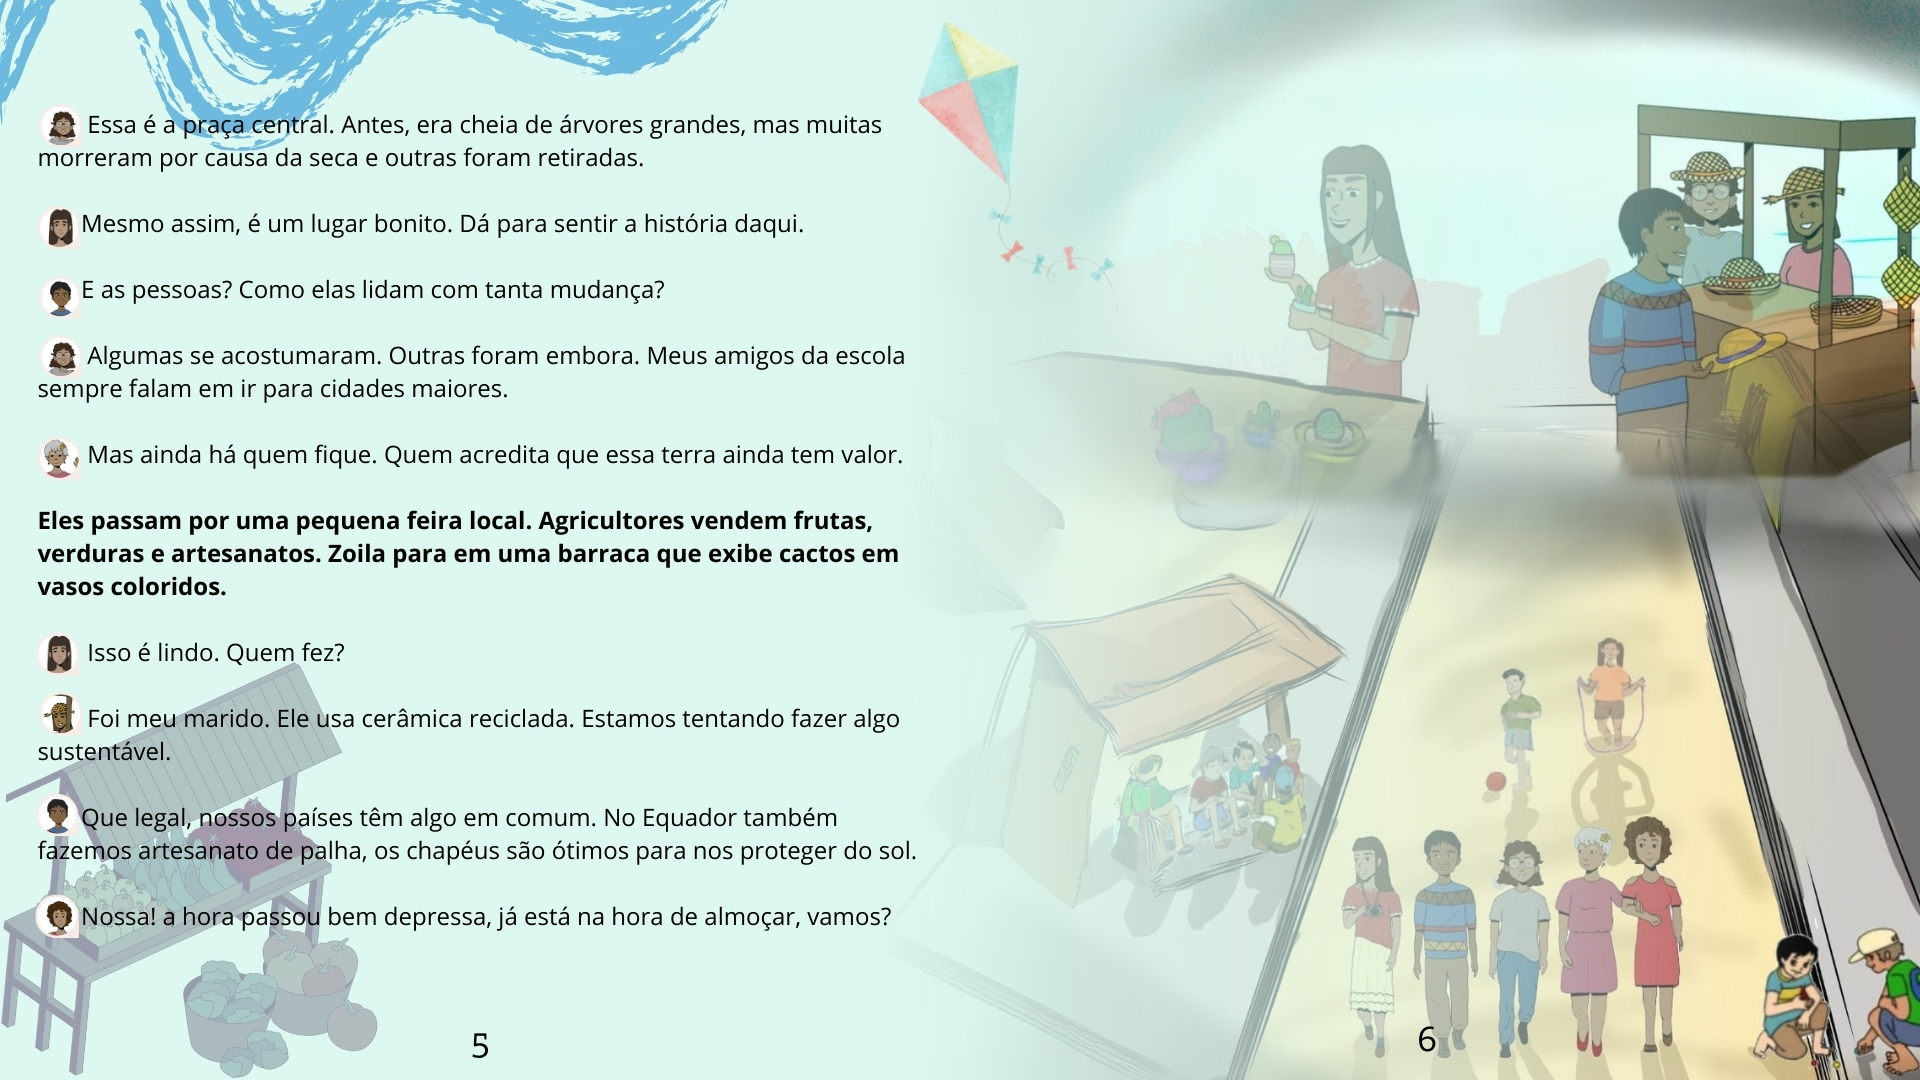 Essa é a praça central. Antes, era cheia de árvores grandes, mas muitas
morreram por causa da seca e outras foram retiradas.
Mesmo assim, é um lugar bonito. Dá para sentir a história daqui.
E as pessoas? Como elas lidam com tanta mudança?
Algumas se acostumaram. Outras foram embora. Meus amigos da escola
sempre falam em ir para cidades maiores.
Mas ainda há quem fique. Quem acredita que essa terra ainda tem valor.
Eles passam por uma pequena feira local. Agricultores vendem frutas,
verduras e artesanatos. Zoila para em uma barraca que exibe cactos em
vasos coloridos.
Isso é lindo. Quem fez?
Foi meu marido. Ele usa cerâmica reciclada. Estamos tentando fazer algo
sustentável.
Que legal, nossos países têm algo em comum. No Equador também
fazemos artesanato de palha, os chapéus são ótimos para nos proteger do sol.
Nossa! a hora passou bem depressa, já está na hora de almoçar, vamos?
5
6